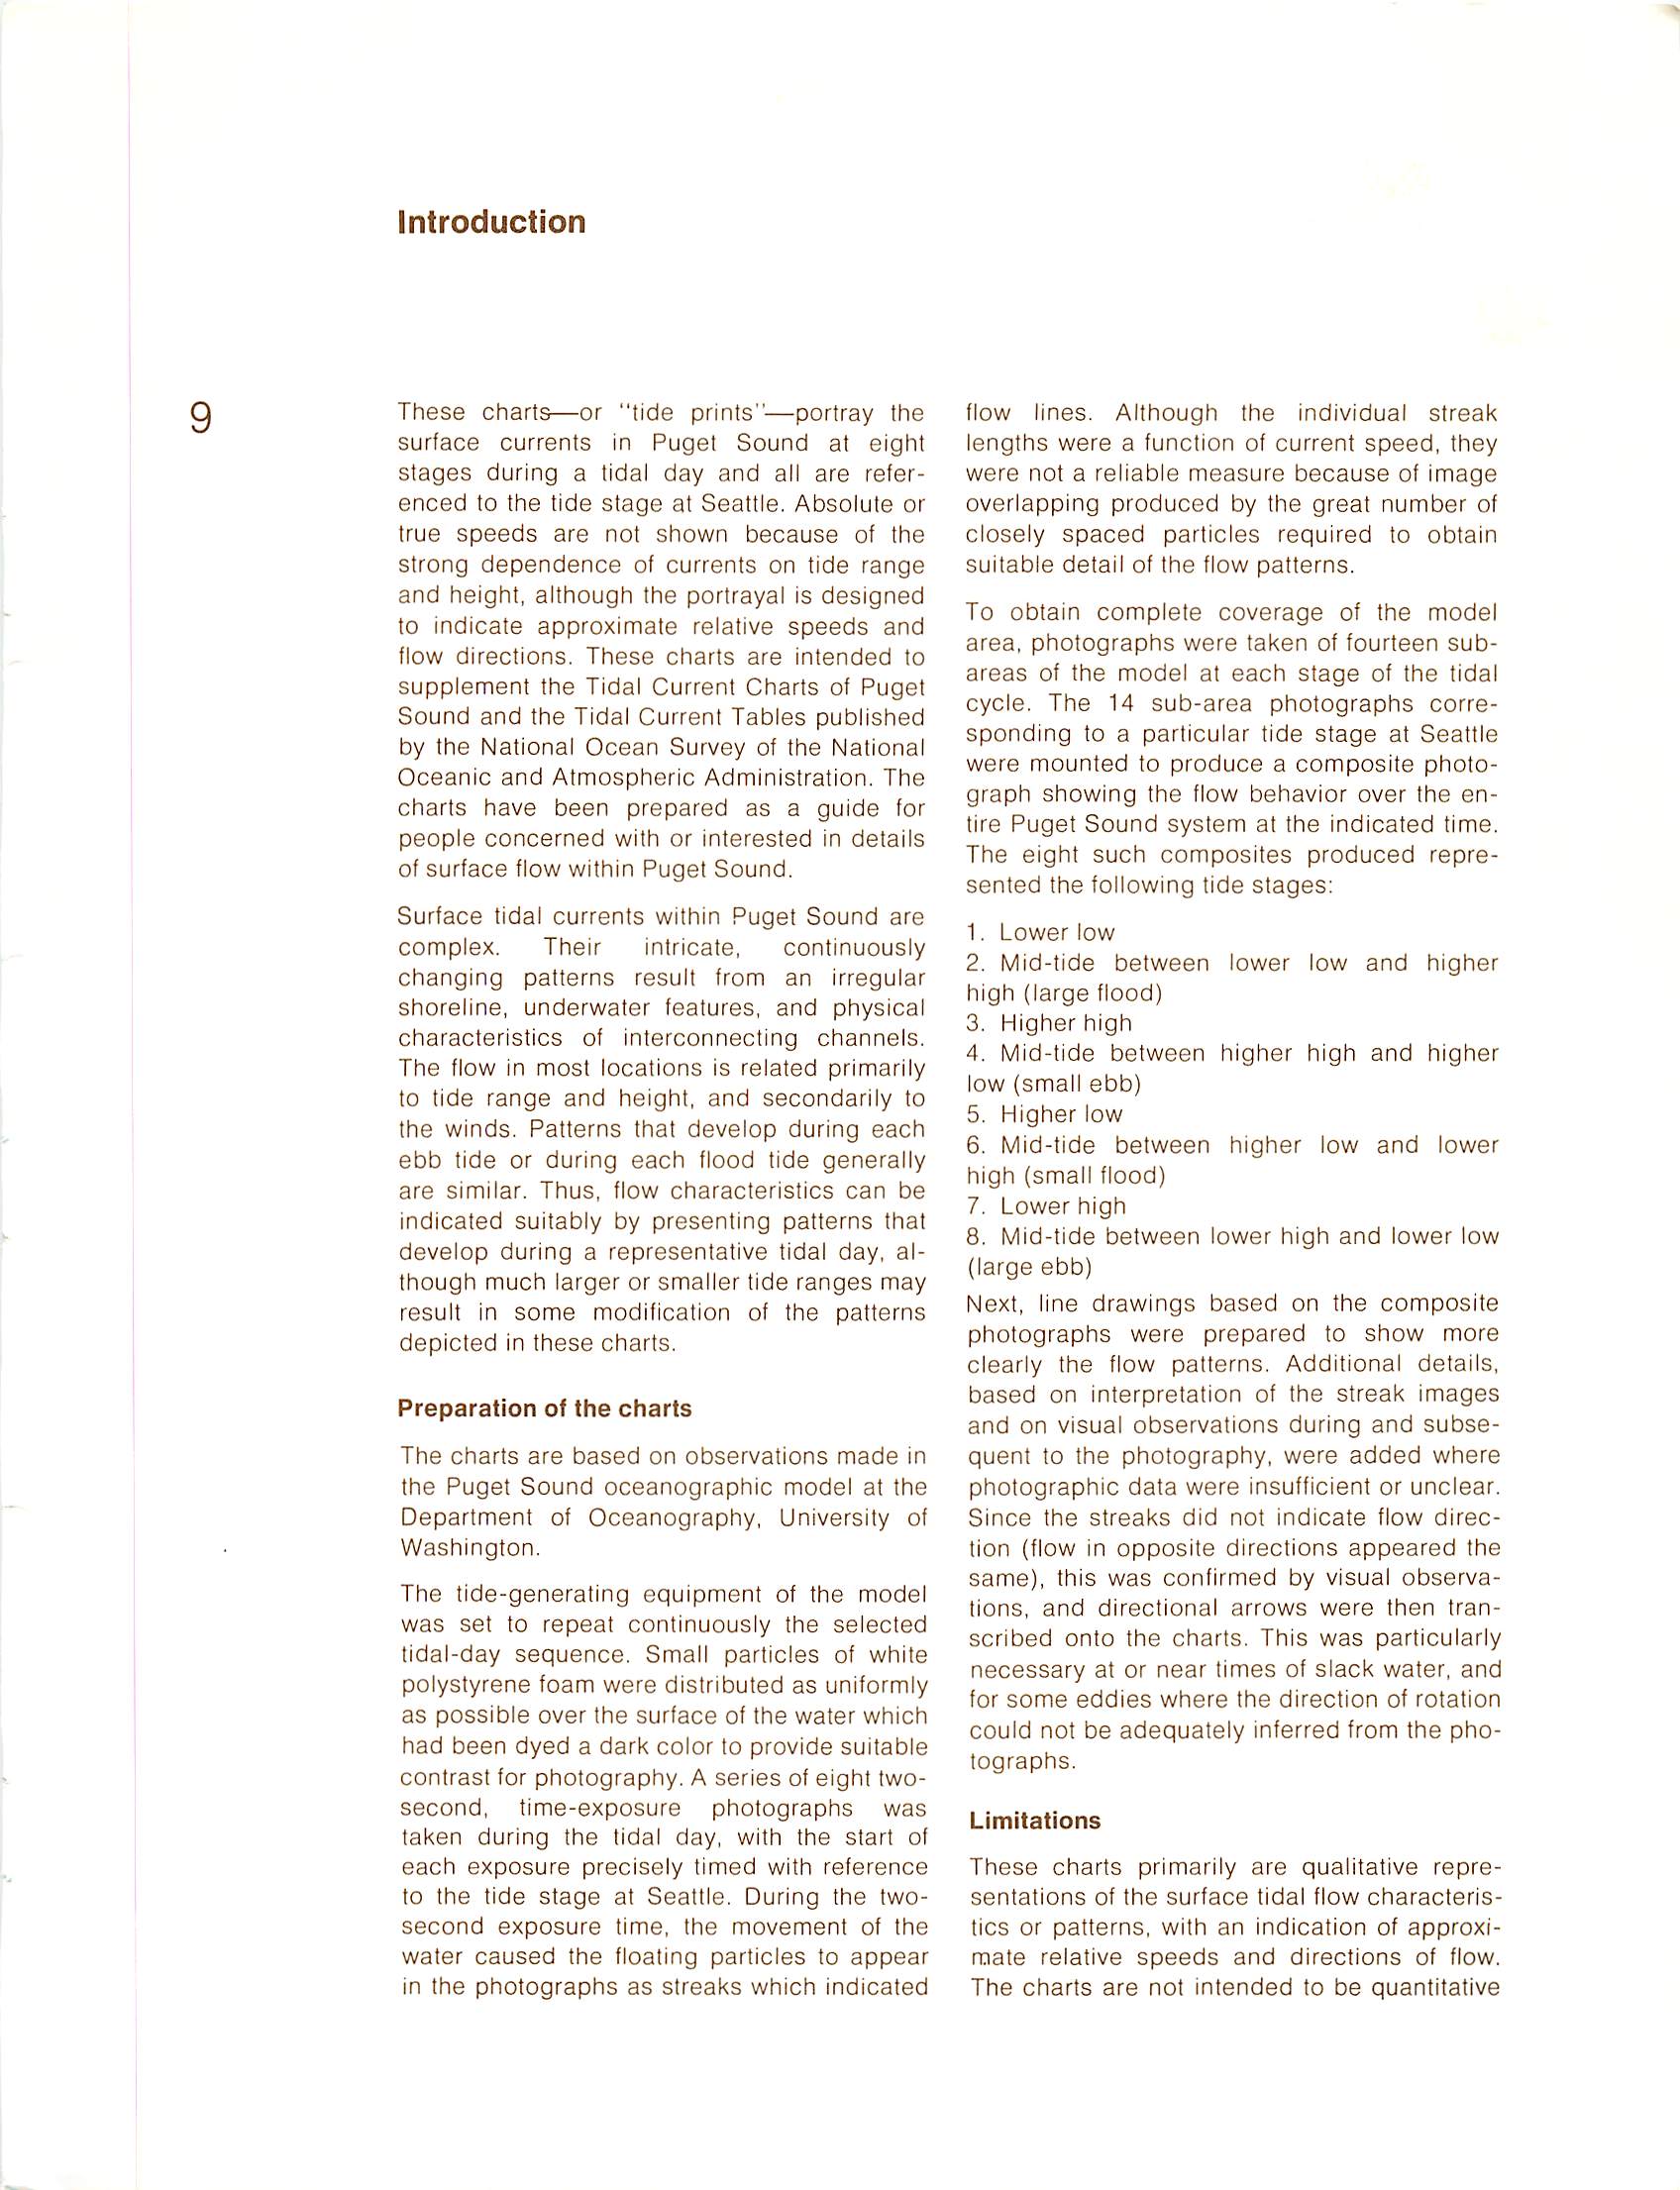 Introduction
9
These charts—or "tide prints"—portray the
surface currents in Puget Sound at eight
stages during a tidal day and all are refer-
enced to the tide stage at Seattle. Absolute or
true speeds are not shown because of the
strong dependence of currents on tide range
and height, although the portrayal is designed
to indicate approximate relative speeds and
flow directions. These charts are intended to
supplement the Tidal Current Charts of Puget
Sound and the Tidal Current Tables published
by the National Ocean Survey of the National
Oceanic and Atmospheric Administration. The
charts have been prepared as a guide for
people concerned with or interested in details
of surface flow within Puget Sound.
Surface tidal currents within Puget Sound are
complex. Their intricate, continuously
changing patterns result from an irregular
shoreline, underwater features, and physical
characteristics of interconnecting channels.
The flow in most locations is related primarily
to tide range and height, and secondarily to
the winds. Patterns that develop during each
ebb tide or during each flood tide generally
are similar. Thus, flow characteristics can be
indicated suitably by presenting patterns that
develop during a representative tidal day, al-
though much larger or smaller tide ranges may
result in some modification of the patterns
depicted in these charts.
Preparation of the charts
The charts are based on observations made in
the Puget Sound oceanographic model at the
Department of Oceanography, University of
Washington.
The tide-generating equipment of the model
was set to repeat continuously the selected
tidal-day sequence. Small particles of white
polystyrene foam were distributed as uniformly
as possible over the surface of the water which
had been dyed a dark color to provide suitable
contrast for photography. A series of eight two-
second, time-exposure photographs was
taken during the tidal day, with the start of
each exposure precisely timed with reference
to the tide stage at Seattle. During the two-
second exposure time, the movement of the
water caused the floating particles to appear
in the photographs as streaks which indicated
flow lines. Although the individual streak
lengths were a function of current speed, they
were not a reliable measure because of image
overlapping produced by the great number of
closely spaced particles required to obtain
suitable detail of the flow patterns.
To obtain complete coverage of the model
area, photographs were taken of fourteen sub-
areas of the model at each stage of the tidal
cycle. The 14 sub-area photographs corre-
sponding to a particular tide stage at Seattle
were mounted to produce a composite photo-
graph showing the flow behavior over the en-
tire Puget Sound system at the indicated time.
The eight such composites produced repre-
sented the following tide stages:
1. Lower low
2. Mid-tide between lower low and higher
high (large flood)
3. Higher high
4. Mid-tide between higher high and higher
low (small ebb)
5. Higher low
6. Mid-tide between higher low and lower
high (small flood)
7. Lower high
8. Mid-tide between lower high and lower low
(large ebb)
Next, line drawings based on the composite
photographs were prepared to show more
clearly the flow patterns. Additional details,
based on interpretation of the streak images
and on visual observations during and subse-
quent to the photography, were added where
photographic data were insufficient or unclear.
Since the streaks did not indicate flow direc-
tion (flow in opposite directions appeared the
same), this was confirmed by visual observa-
tions, and directional arrows were then tran-
scribed onto the charts. This was particularly
necessary at or near times of slack water, and
for some eddies where the direction of rotation
could not be adequately inferred from the pho-
tographs.
Limitations
These charts primarily are qualitative repre-
sentations of the surface tidal flow characteris-
tics or patterns, with an indication of approxi-
mate relative speeds and directions of flow.
The charts are not intended to be quantitative